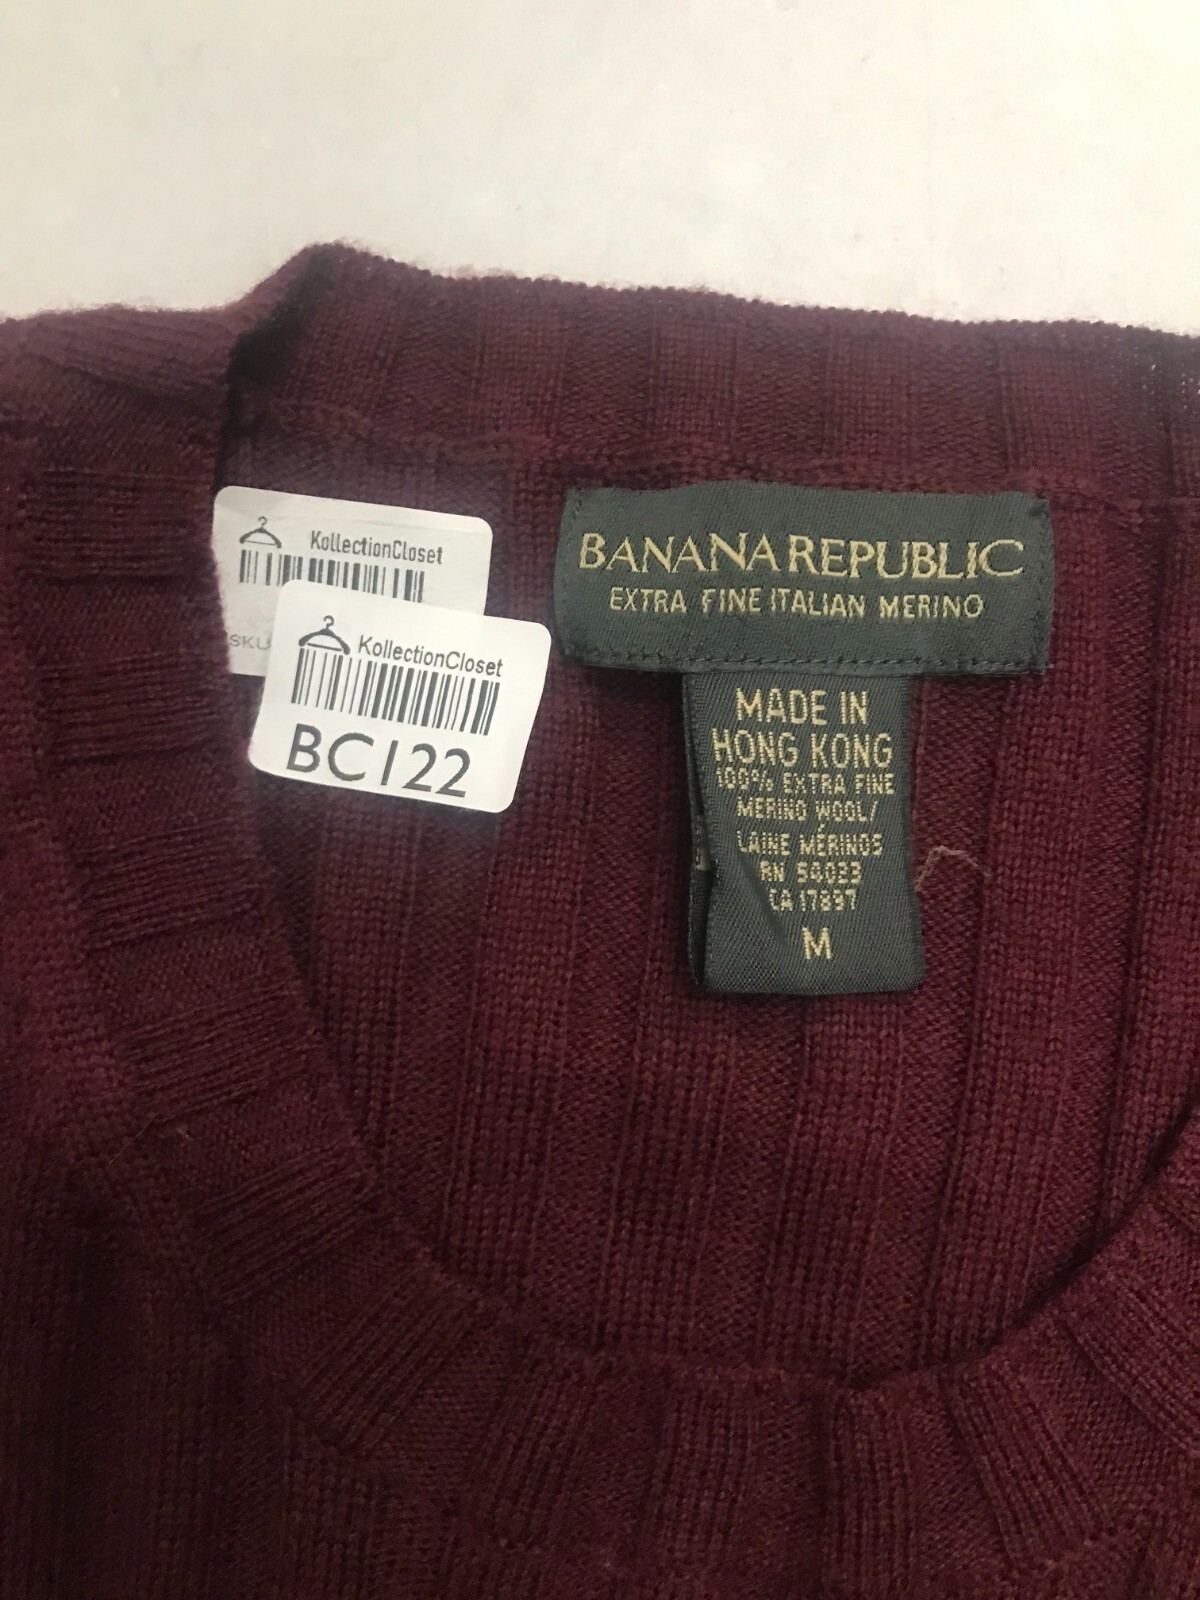 KollectionCloset
SKU
KollectionCloset
BC122
BANANA REPUBLIC
EXTRA FINE ITALIAN MERINO
MADE IN
HONG KONG
100% EXTRA FINE
MERINO WOOL/
LAINE MÉRINOS
RN 54023
CA 17897
M